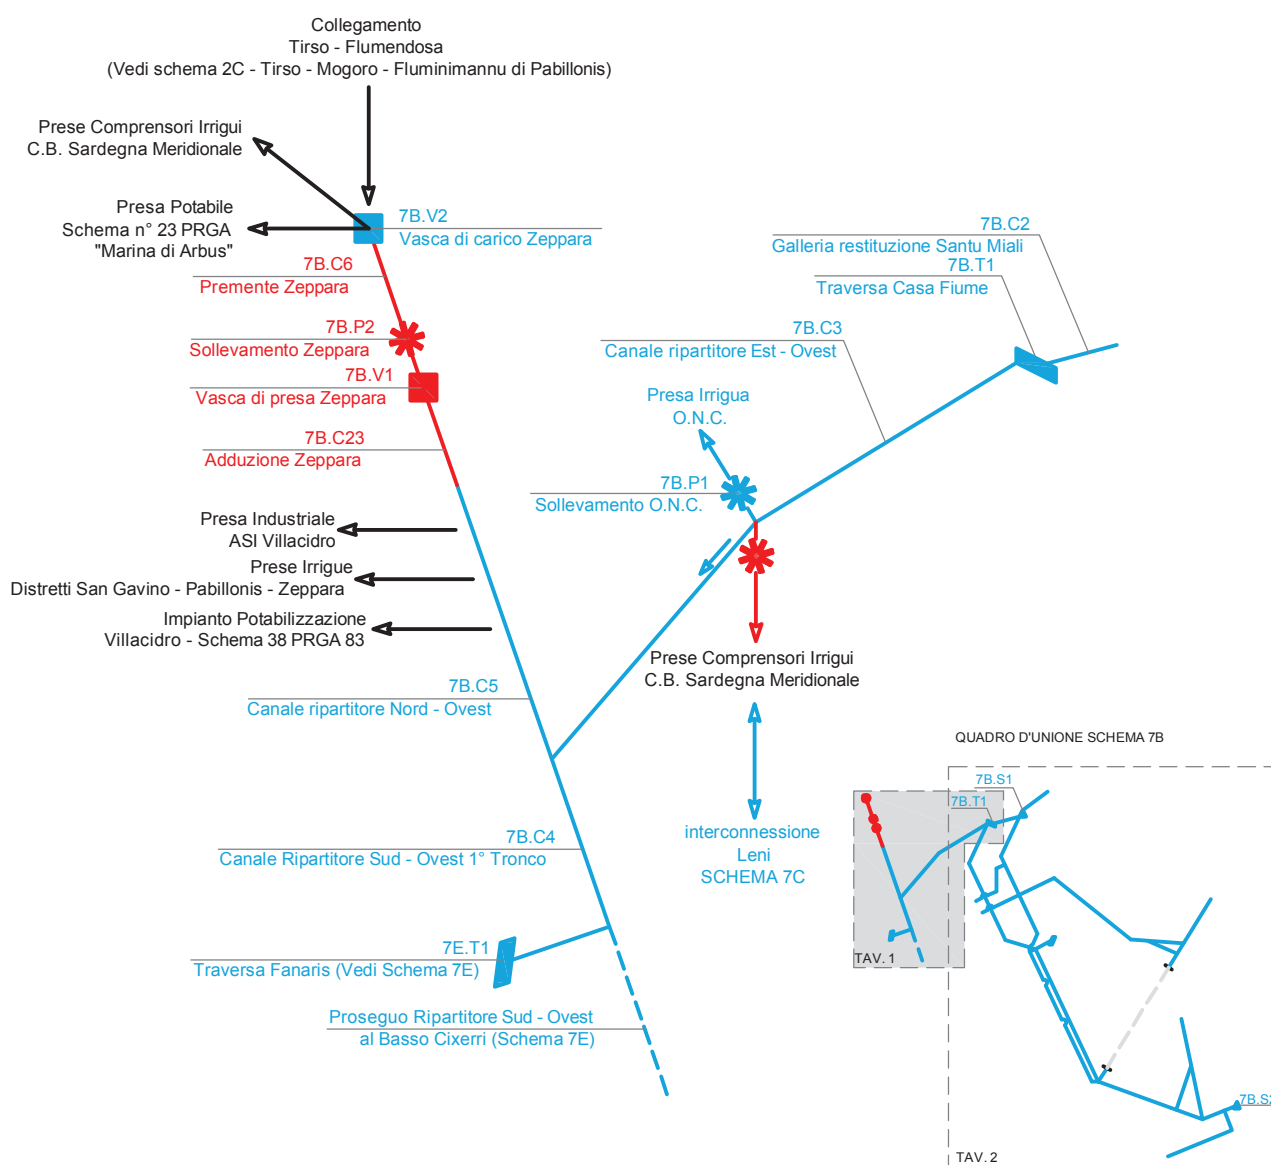 Collegamento
Tirso - Flumendosa
(Vedi schema 2C - Tirso - Mogoro - Fluminimannu di Pabillonis)
Prese Comprensori Irrigui
C.B. Sardegna Meridionale
Presa Potabile
Schema n° 23 PRGA
"Marina di Arbus"
7B.V2
Vasca di carico Zeppara
7B.C6
Premente Zeppara
7B.P2
Sollevamento Zeppara
7B.V1
Vasca di presa Zeppara
7B.C23
Adduzione Zeppara
Presa Industriale
ASI Villacidro
Prese Irrigue
Distretti San Gavino - Pabillonis - Zeppara
Impianto Potabilizzazione
Villacidro - Schema 38 PRGA 83
7B.C5
Canale ripartitore Nord - Ovest
7B.C4
Canale Ripartitore Sud - Ovest 1° Tronco
7E.T1
Traversa Fanaris (Vedi Schema 7E)
Proseguo Ripartitore Sud - Ovest
al Basso Cixerri (Schema 7E)
7B.C2
Galleria restituzione Santu Miali
7B.T1
Traversa Casa Fiume
7B.C3
Canale ripartitore Est - Ovest
Presa Irrigua
O.N.C.
7B.P1
Sollevamento O.N.C.
Prese Comprensori Irrigui
C.B. Sardegna Meridionale
interconnessione
Leni
SCHEMA 7C
QUADRO D'UNIONE SCHEMA 7B
7B.S1
7B.T1
TAV. 1
7B.S2
TAV. 2